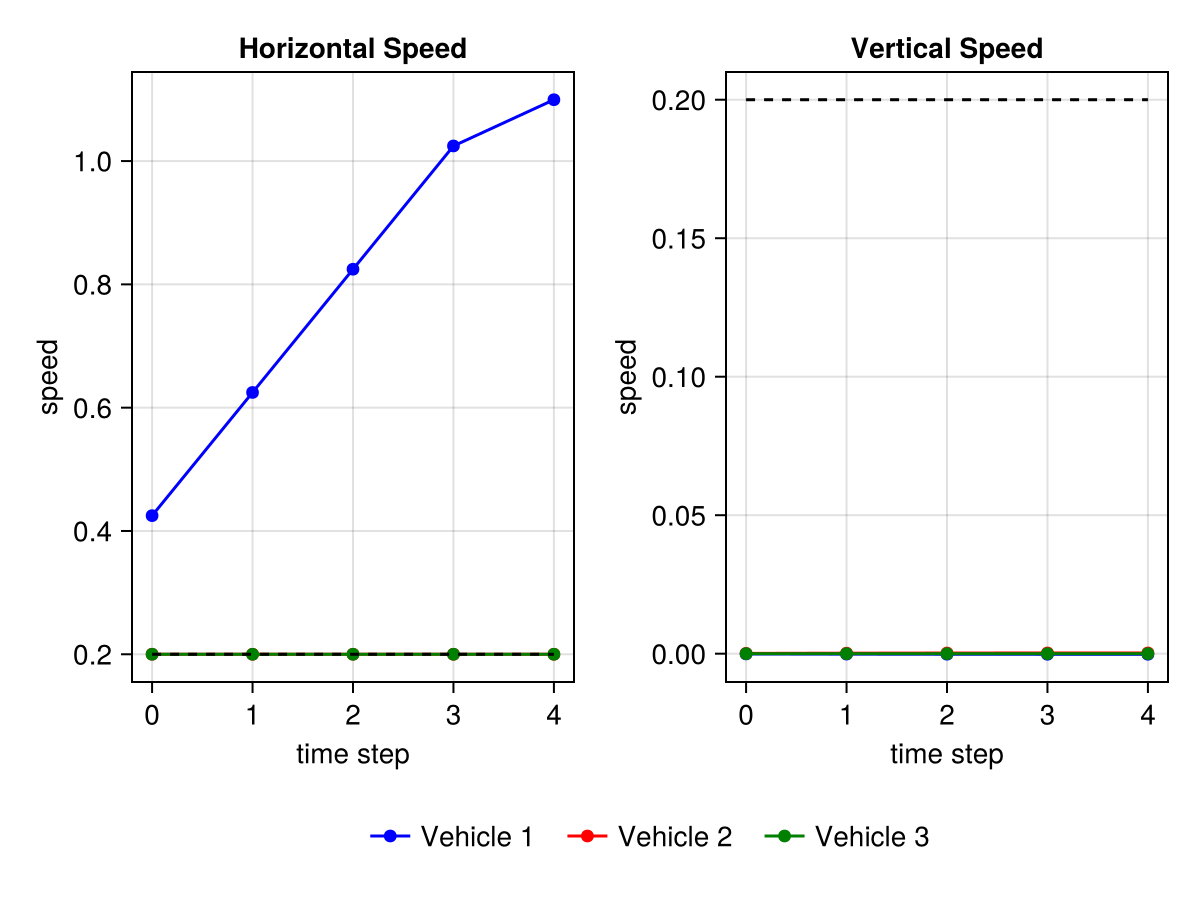 Horizontal Speed
1.0
0.8
0.6
0.4
0.2
speed
0 1 2 3 4
time step
Vertical Speed
0.20
0.15
0.10
0.05
0.00
speed
0 1 2 3 4
time step
Vehicle 1 Vehicle 2 Vehicle 3